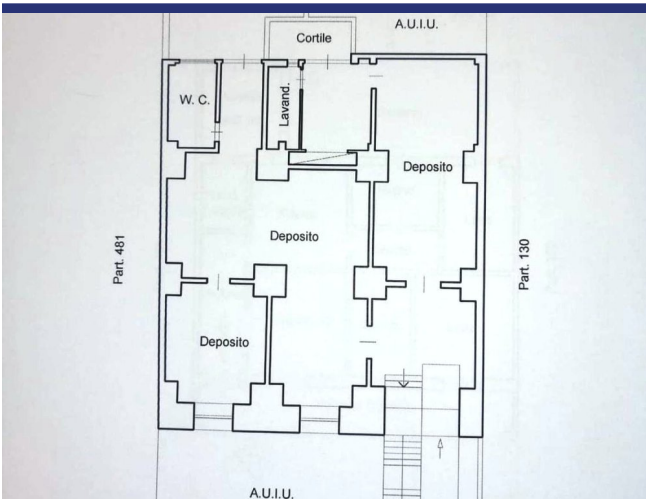 A.U.I.U.
Cortile
W. C.
Lavand.
Deposito
Deposito
Part. 481
Part. 130
Deposito
A.U.I.U.